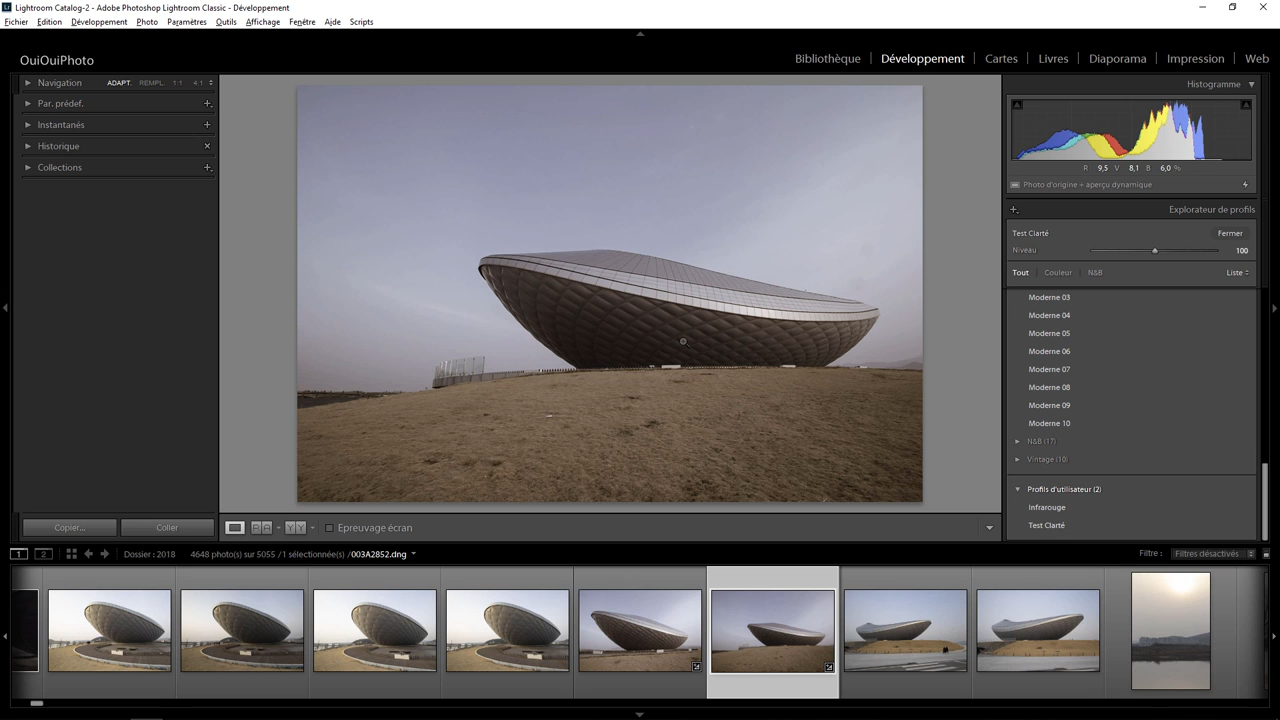 Lightroom Catalog-2 - Adobe Photoshop Lightroom Classic - Développement
Fichier Edition Développement Photo Paramètres Outils Affichage Fenêtre Aide Scripts
OuiOuiPhoto
Bibliothèque | Développement | Cartes | Livres | Diaporama | Impression | Web
Navigation ADAPT. REMPL. 1:1 4:1
Par. prédef.
Instantanés
Historique
Collections
Copier... Coller
Epreuvage écran
Histogramme
R 9,5 V 8,1 B 6,0 %
Photo d'origine + aperçu dynamique
Explorateur de profils
Test Clarté Fermer
Niveau 100
Tout Couleur N&B Liste
Moderne 03
Moderne 04
Moderne 05
Moderne 06
Moderne 07
Moderne 08
Moderne 09
Moderne 10
N&B (17)
Vintage (10)
Profils d'utilisateur (2)
Infrarouge
Test Clarté
1 2 Dossier : 2018 4648 photo(s) sur 5055 /1 sélectionnée(s) /003A2852.dng Filtre : Filtres désactivés